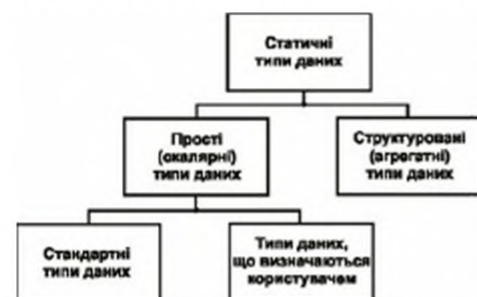 Статичні
типи даних
Прості
(скалярні)
типи даних
Структуровані
(агрегатні)
типи даних
Стандартні
типи даних
Типи даних,
що визначаються
користувачем